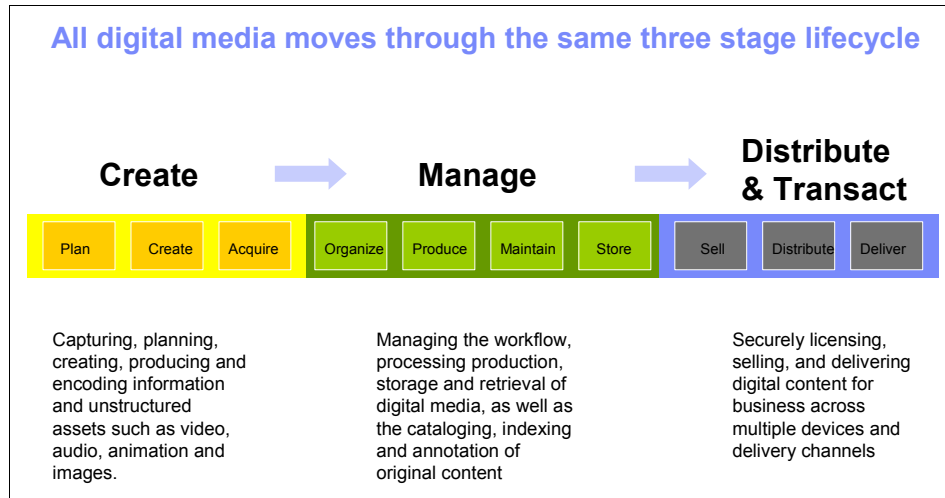 All digital media moves through the same three stage lifecycle
Create
Manage
Distribute
& Transact
Plan
Create
Acquire
Organize
Produce
Maintain
Store
Sell
Distribute
Deliver
Capturing, planning,
creating, producing and
encoding information
and unstructured
assets such as video,
audio, animation and
images.
Managing the workflow,
processing production,
storage and retrieval of
digital media, as well as
the cataloging, indexing
and annotation of
original content
Securely licensing,
selling, and delivering
digital content for
business across
multiple devices and
delivery channels